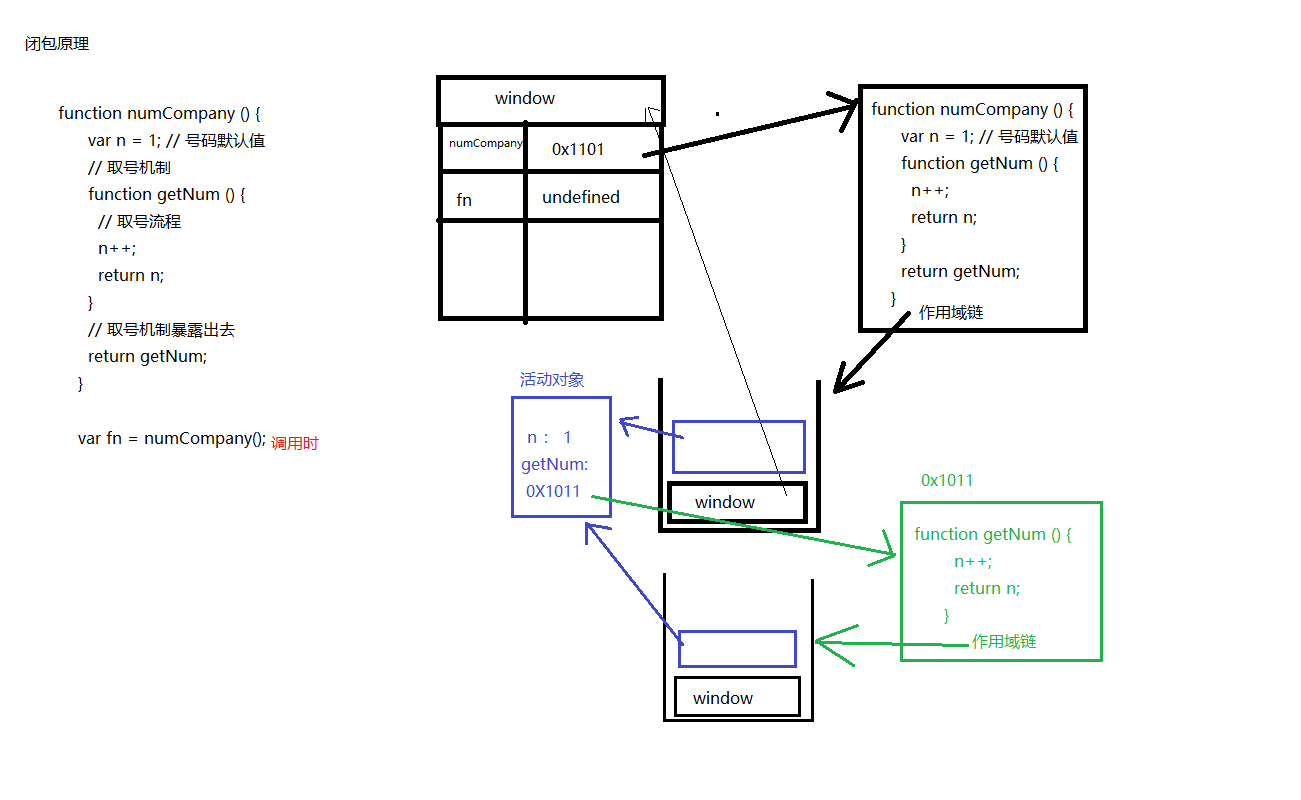 闭包原理
function numCompany () {
var n = 1; // 号码默认值
// 取号机制
function getNum () {
// 取号流程
n++;
return n;
}
// 取号机制暴露出去
return getNum;
}
var fn = numCompany(); 调用时
window
numCompany 0x1101
fn undefined
function numCompany () {
var n = 1; // 号码默认值
function getNum () {
n++;
return n;
}
return getNum;
}
作用域链
活动对象
n : 1
getNum:
0X1011
window
0x1011
function getNum () {
n++;
return n;
}
作用域链
window